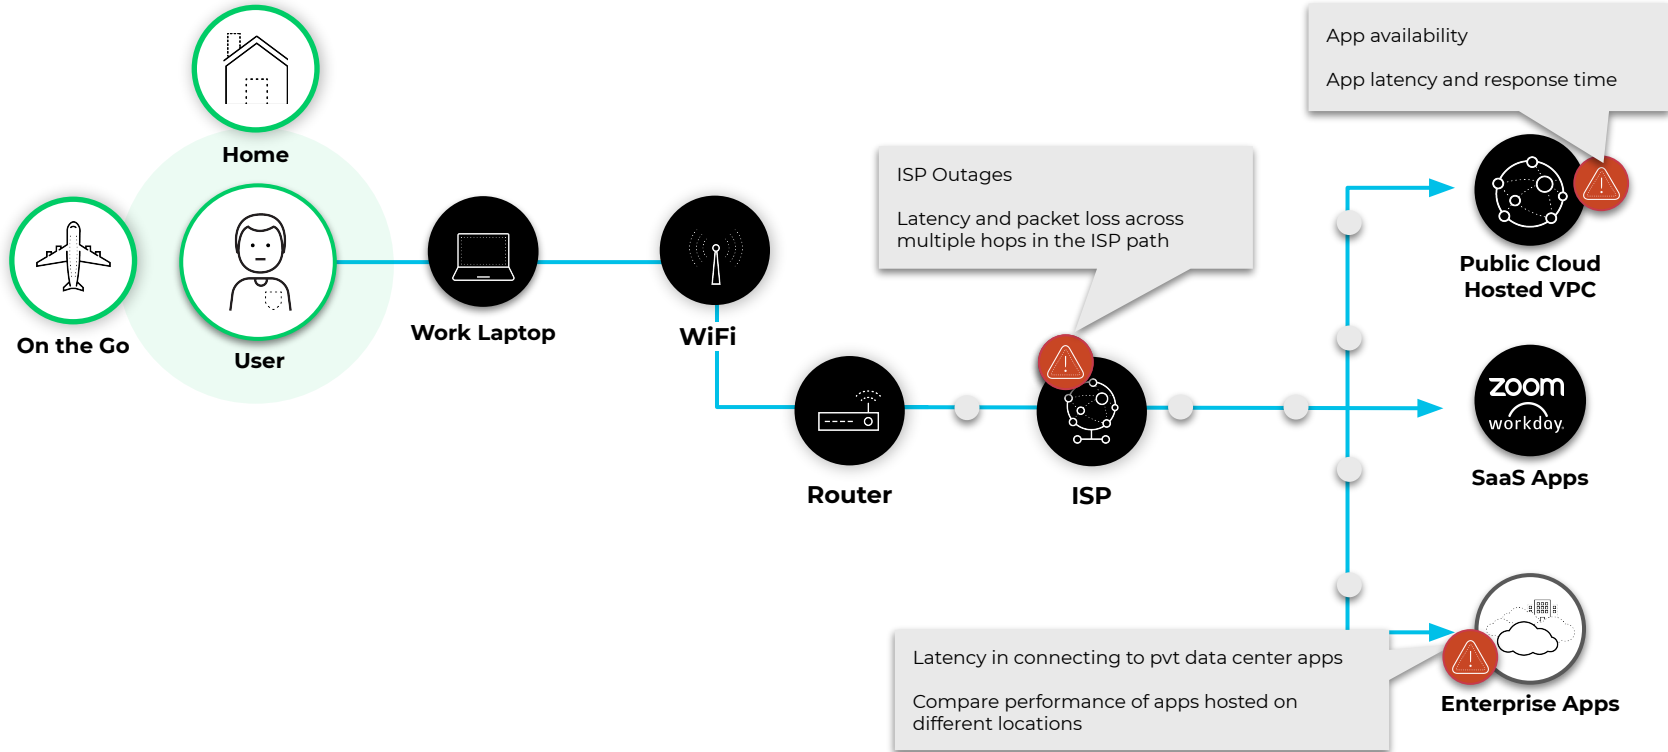 Home
On the Go
User
Work Laptop
WiFi
Router
ISP Outages
Latency and packet loss across
multiple hops in the ISP path
ISP
App availability
App latency and response time
Public Cloud
Hosted VPC
zoom
workday.
SaaS Apps
Latency in connecting to pvt data center apps
Compare performance of apps hosted on
different locations
Enterprise Apps